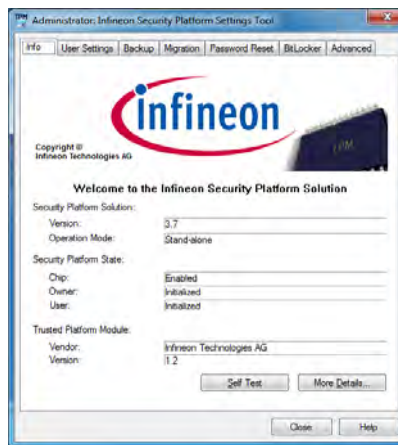 Administrator: Infineon Security Platform Settings Tool
Info User Settings Backup Migration Password Reset BitLocker Advanced
infineon
TPM
Copyright ©
Infineon Technologies AG
Welcome to the Infineon Security Platform Solution
Security Platform Solution:
Version: 3.7
Operation Mode: Stand-alone
Security Platform State:
Chip: Enabled
Owner: Initialized
User: Initialized
Trusted Platform Module:
Vendor: Infineon Technologies AG
Version: 1.2
Self Test More Details...
Close Help